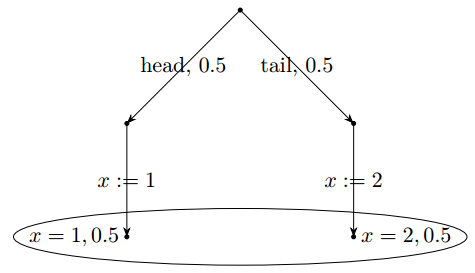 head, 0.5 tail, 0.5
x := 1 x := 2
x = 1, 0.5 x = 2, 0.5